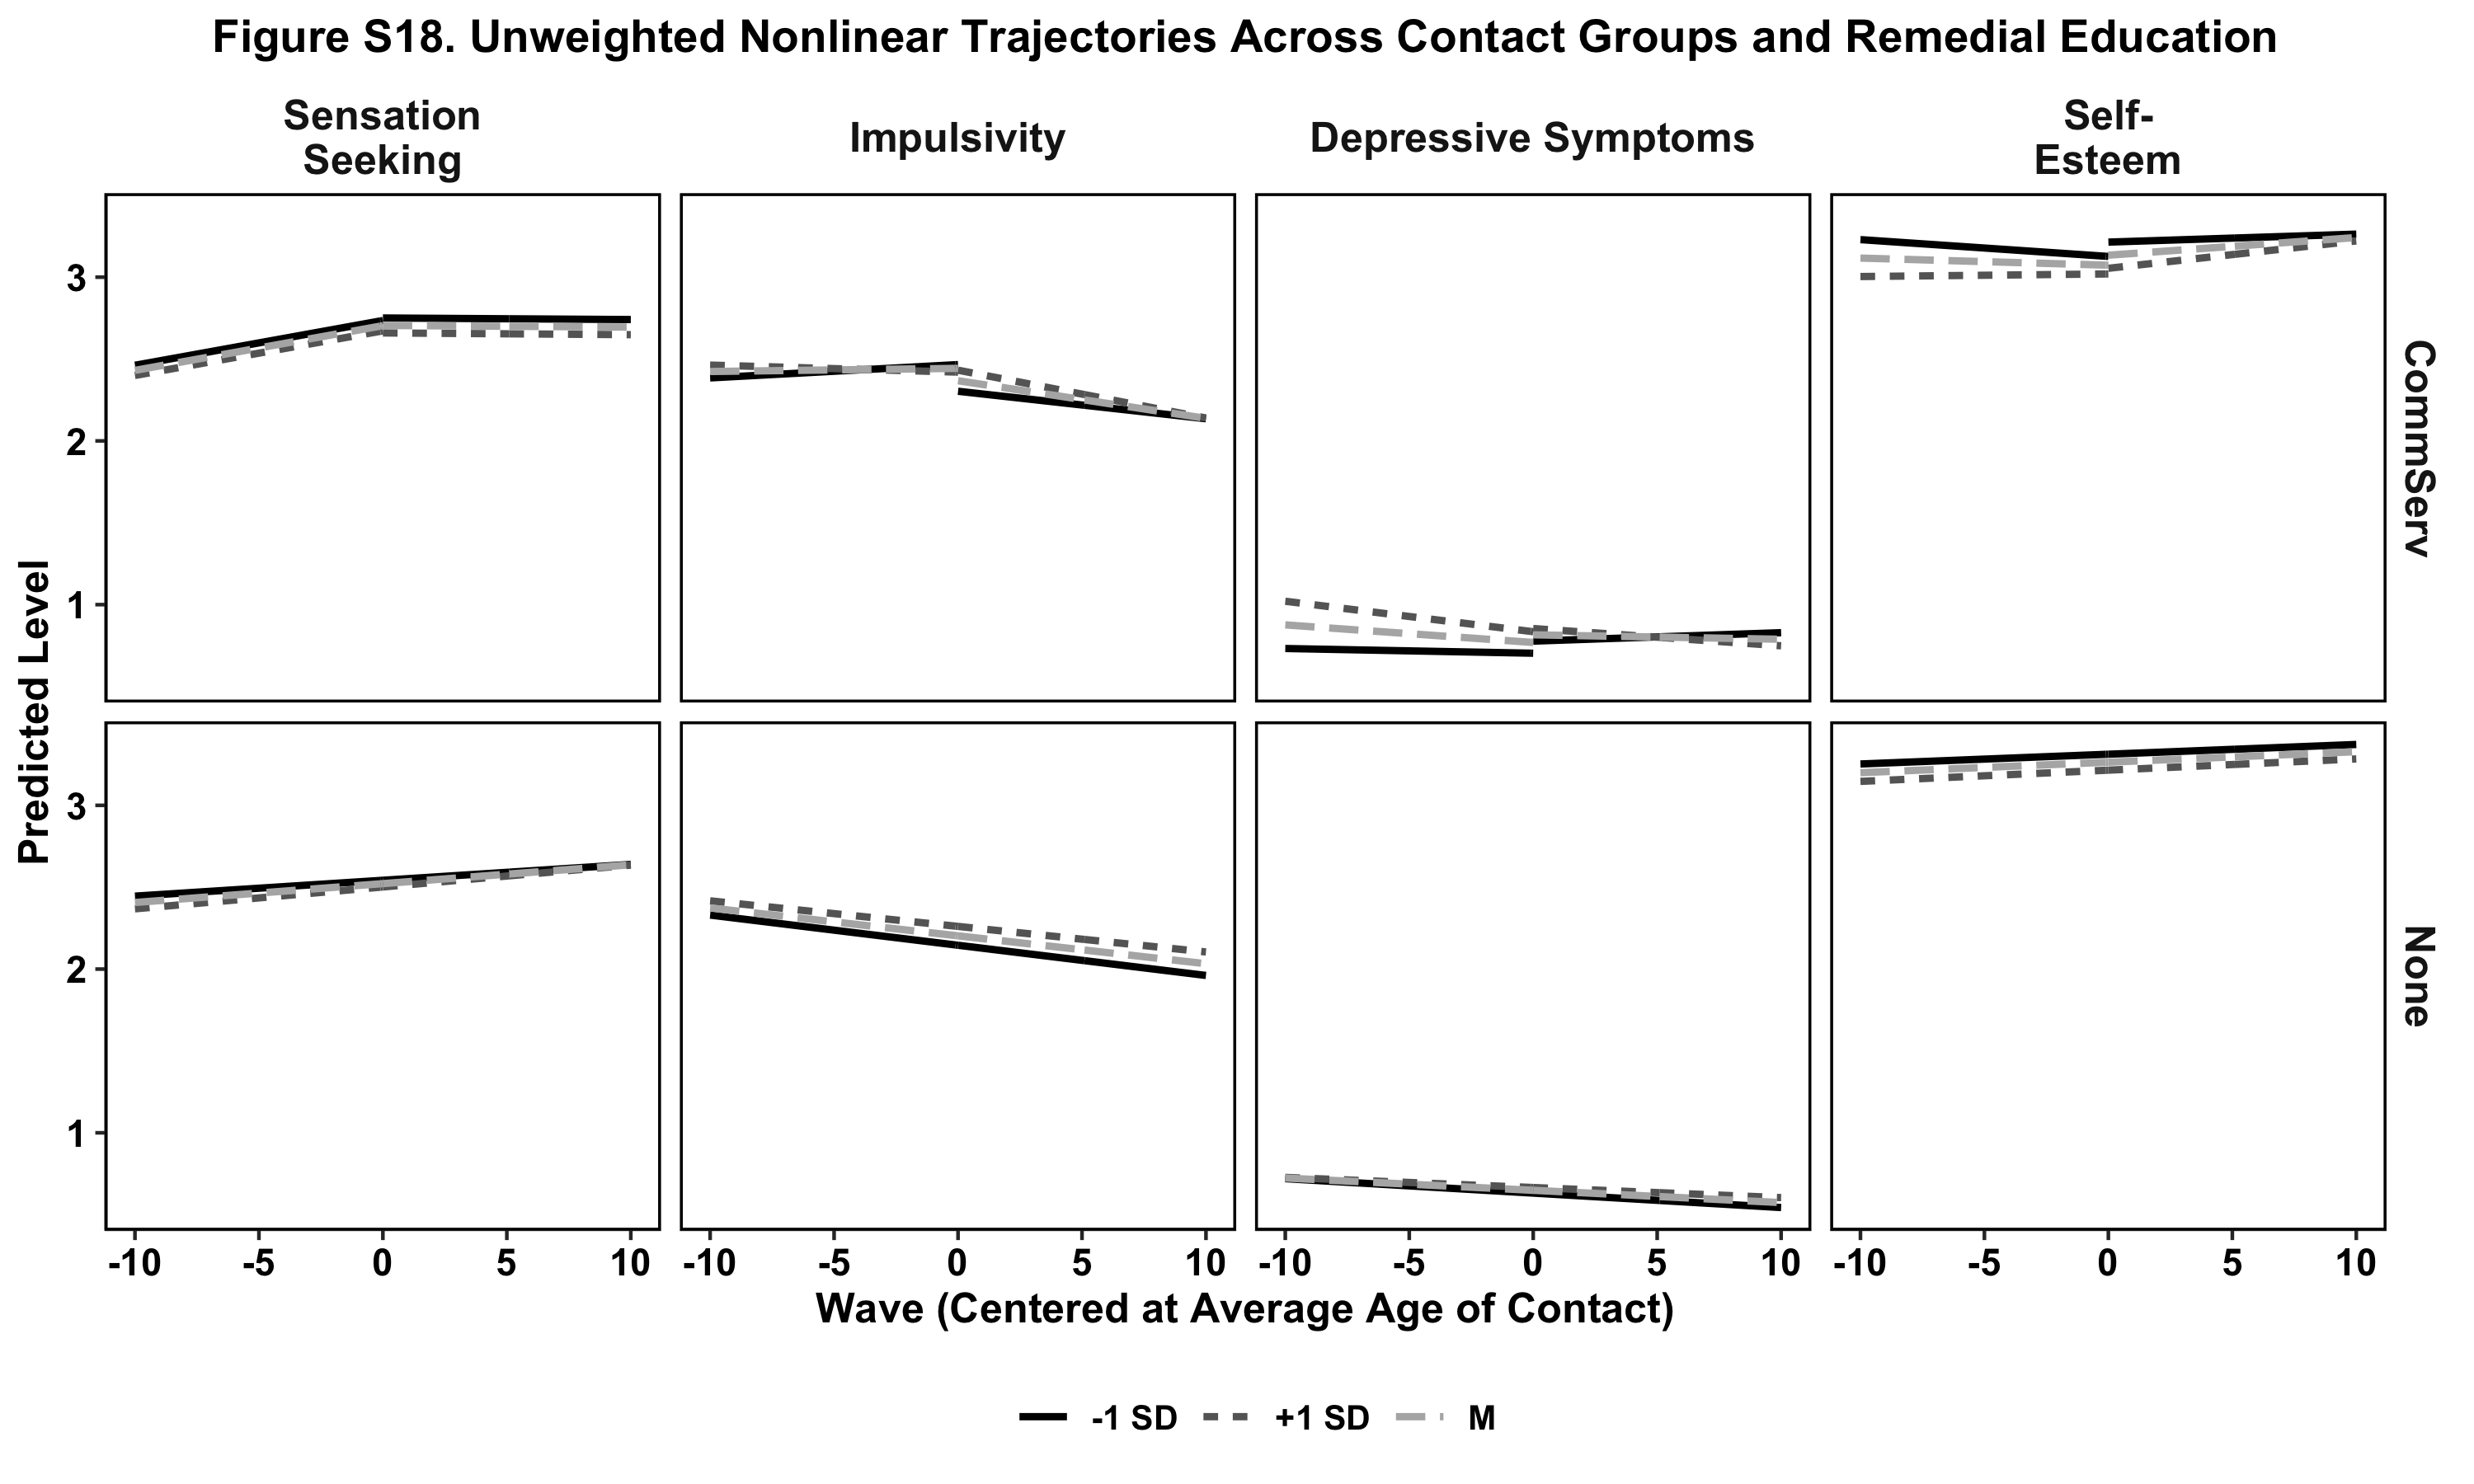 Figure S18. Unweighted Nonlinear Trajectories Across Contact Groups and Remedial Education
Sensation
Seeking
Impulsivity
Depressive Symptoms
Self-
Esteem
Predicted Level
3
2
1
CommServ
3
2
1
None
-10 -5 0 5 10 -10 -5 0 5 10 -10 -5 0 5 10 -10 -5 0 5 10
Wave (Centered at Average Age of Contact)
-1 SD +1 SD M